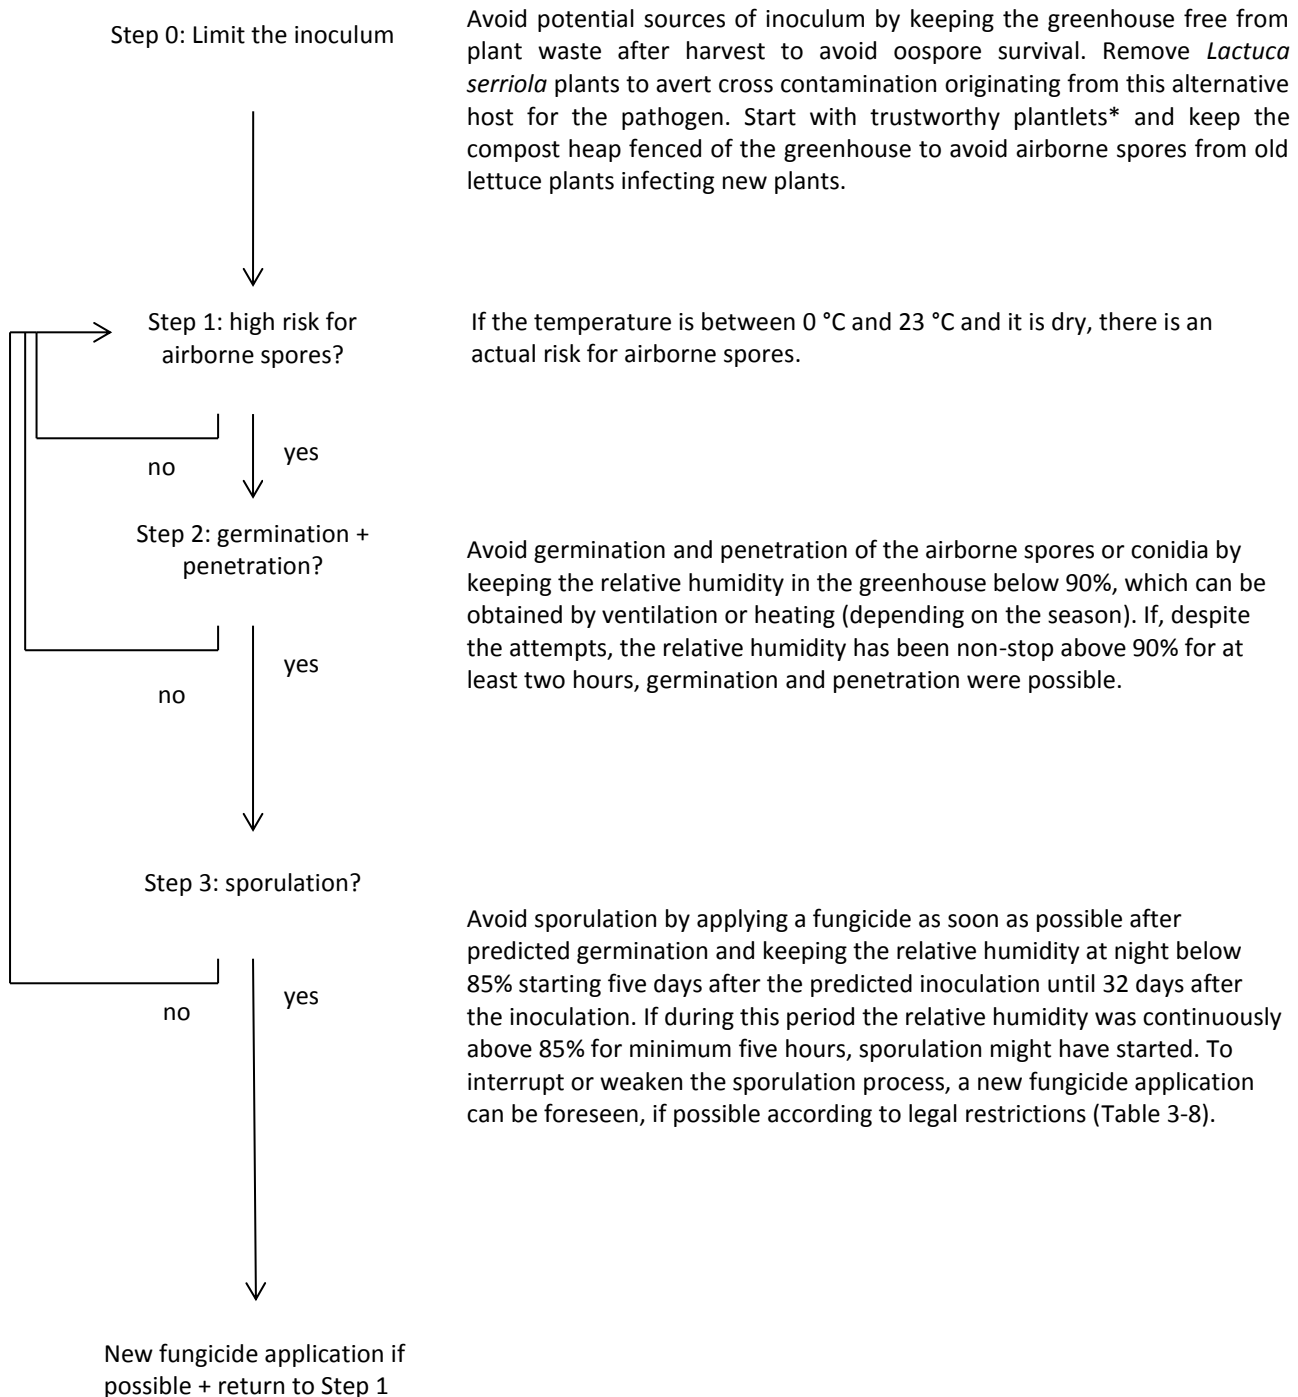 Step 0: Limit the inoculum
Avoid potential sources of inoculum by keeping the greenhouse free from
plant waste after harvest to avoid oospore survival. Remove Lactuca
serriola plants to avert cross contamination originating from this alternative
host for the pathogen. Start with trustworthy plantlets* and keep the
compost heap fenced of the greenhouse to avoid airborne spores from old
lettuce plants infecting new plants.
Step 1: high risk for
airborne spores?
If the temperature is between 0 °C and 23 °C and it is dry, there is an
actual risk for airborne spores.
no
yes
Step 2: germination +
penetration?
Avoid germination and penetration of the airborne spores or conidia by
keeping the relative humidity in the greenhouse below 90%, which can be
obtained by ventilation or heating (depending on the season). If, despite
the attempts, the relative humidity has been non-stop above 90% for at
least two hours, germination and penetration were possible.
no
yes
Step 3: sporulation?
Avoid sporulation by applying a fungicide as soon as possible after
predicted germination and keeping the relative humidity at night below
85% starting five days after the predicted inoculation until 32 days after
the inoculation. If during this period the relative humidity was continuously
above 85% for minimum five hours, sporulation might have started. To
interrupt or weaken the sporulation process, a new fungicide application
can be foreseen, if possible according to legal restrictions (Table 3-8).
no
yes
New fungicide application if
possible + return to Step 1